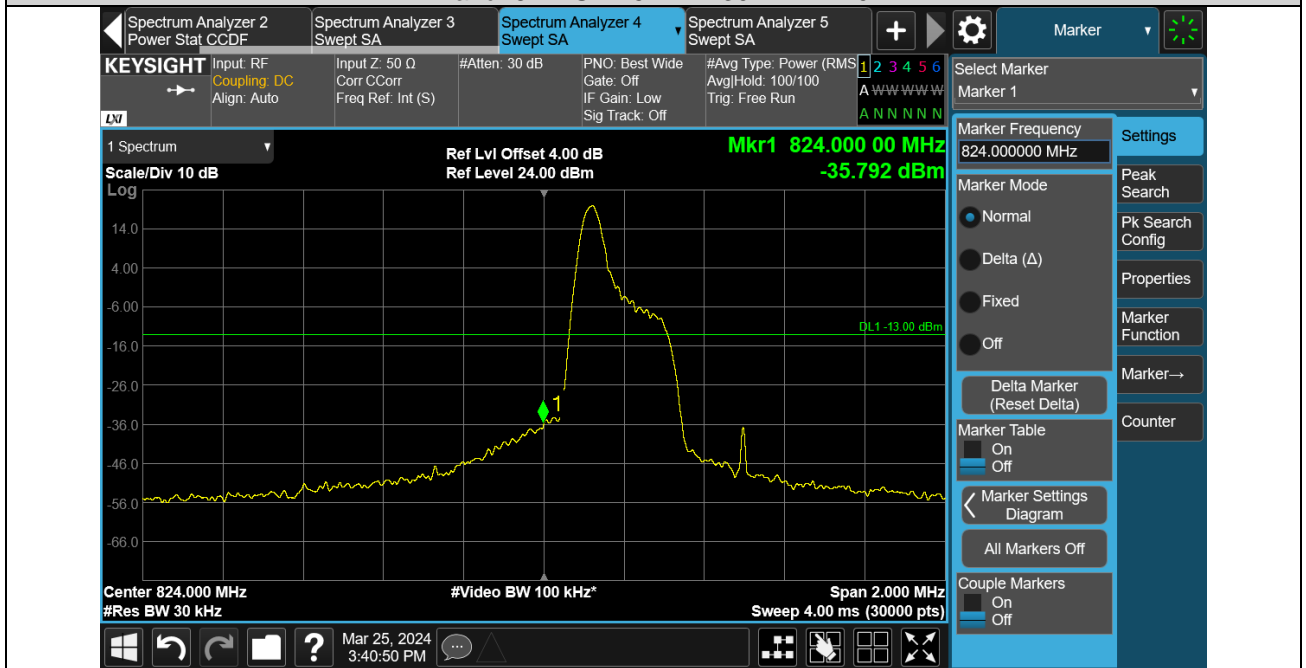 Spectrum Analyzer 2
Power Stat CCDF
Spectrum Analyzer 3
Swept SA
Spectrum Analyzer 4
Swept SA
Spectrum Analyzer 5
Swept SA
Marker
KEYSIGHT
LXI
Input: RF
Coupling: DC
Align: Auto
Input Z: 50 Ω
Corr CCorr
Freq Ref: Int (S)
#Atten: 30 dB
PNO: Best Wide
Gate: Off
IF Gain: Low
Sig Track: Off
#Avg Type: Power (RMS
Avg|Hold: 100/100
Trig: Free Run
1 2 3 4 5 6
A W W W W W
A N N N N N
Select Marker
Marker 1
1 Spectrum
Scale/Div 10 dB
Log
Ref Lvl Offset 4.00 dB
Ref Level 24.00 dBm
Mkr1 824.000 00 MHz
-35.792 dBm
14.0
4.00
-6.00
-16.0
-26.0
-36.0
-46.0
-56.0
-66.0
DL1 -13.00 dBm
1
Center 824.000 MHz
#Res BW 30 kHz
#Video BW 100 kHz*
Span 2.000 MHz
Sweep 4.00 ms (30000 pts)
Marker Frequency
824.000000 MHz
Marker Mode
Normal
Delta (Δ)
Fixed
Off
Delta Marker
(Reset Delta)
Marker Table
On
Off
Marker Settings
Diagram
All Markers Off
Couple Markers
On
Off
Settings
Peak
Search
Pk Search
Config
Properties
Marker
Function
Marker→
Counter
?
Mar 25, 2024
3:40:50 PM